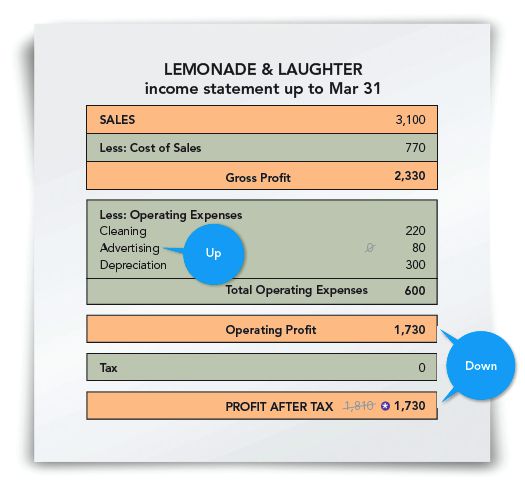 LEMONADE & LAUGHTER
income statement up to Mar 31
SALES 3,100
Less: Cost of Sales 770
Gross Profit 2,330
Less: Operating Expenses
Cleaning 220
Advertising 0 80
Depreciation 300
Total Operating Expenses 600
Up
Operating Profit 1,730
Down
Tax 0
PROFIT AFTER TAX 1,810 1,730